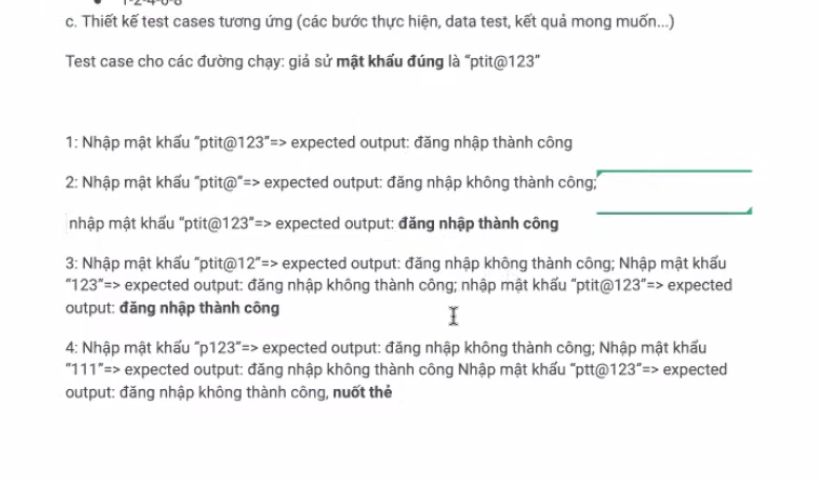 c. Thiết kế test cases tương ứng (các bước thực hiện, data test, kết quả mong muốn...)
Test case cho các đường chạy: giả sử mật khẩu đúng là "ptit@123"
1: Nhập mật khẩu "ptit@123"=> expected output: đăng nhập thành công
2: Nhập mật khẩu "ptit@"=> expected output: đăng nhập không thành công;
nhập mật khẩu "ptit@123"=> expected output: đăng nhập thành công
3: Nhập mật khẩu "ptit@12"=> expected output: đăng nhập không thành công; Nhập mật khẩu
"123"=> expected output: đăng nhập không thành công; nhập mật khẩu "ptit@123"=> expected
output: đăng nhập thành công
4: Nhập mật khẩu "p123"=> expected output: đăng nhập không thành công; Nhập mật khẩu
"111"=> expected output: đăng nhập không thành công Nhập mật khẩu "ptt@123"=> expected
output: đăng nhập không thành công, nuốt thẻ